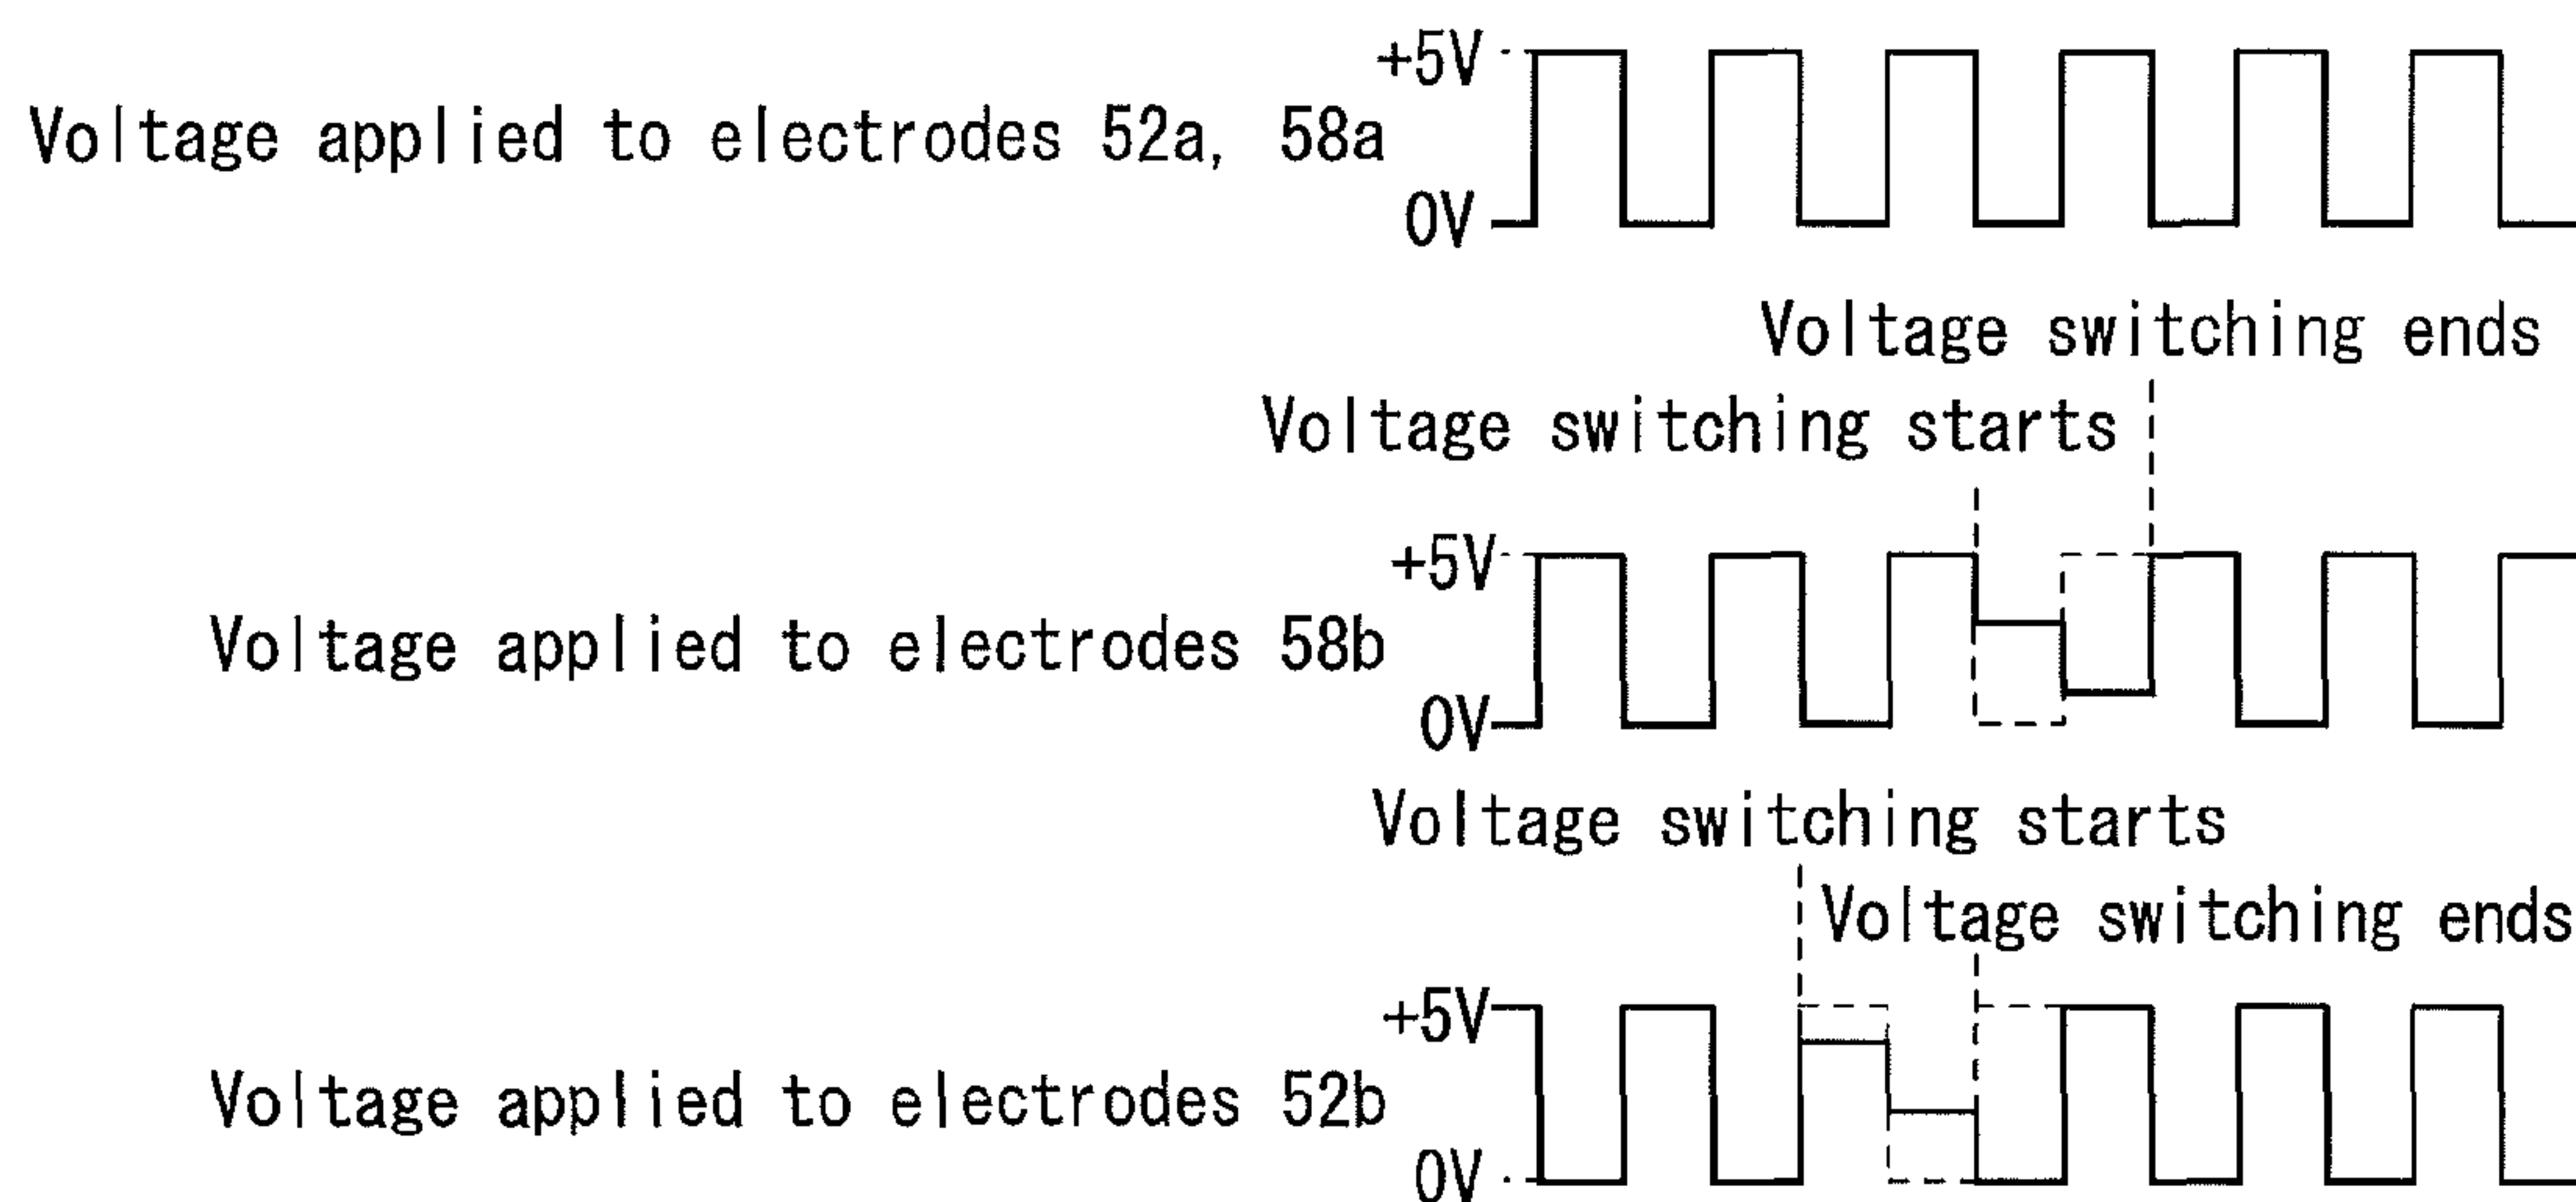 +5V
Voltage applied to electrodes 52a, 58a
0V
Voltage switching ends
Voltage switching starts
+5V
Voltage applied to electrodes 58b
0V
Voltage switching starts
Voltage switching ends
+5V
Voltage applied to electrodes 52b
0V